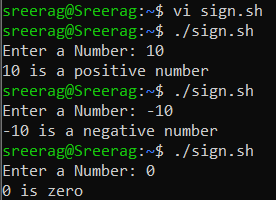 sreerag@Sreerag:~$ vi sign.sh
sreerag@Sreerag:~$ ./sign.sh
Enter a Number: 10
10 is a positive number
sreerag@Sreerag:~$ ./sign.sh
Enter a Number: -10
-10 is a negative number
sreerag@Sreerag:~$ ./sign.sh
Enter a Number: 0
0 is zero